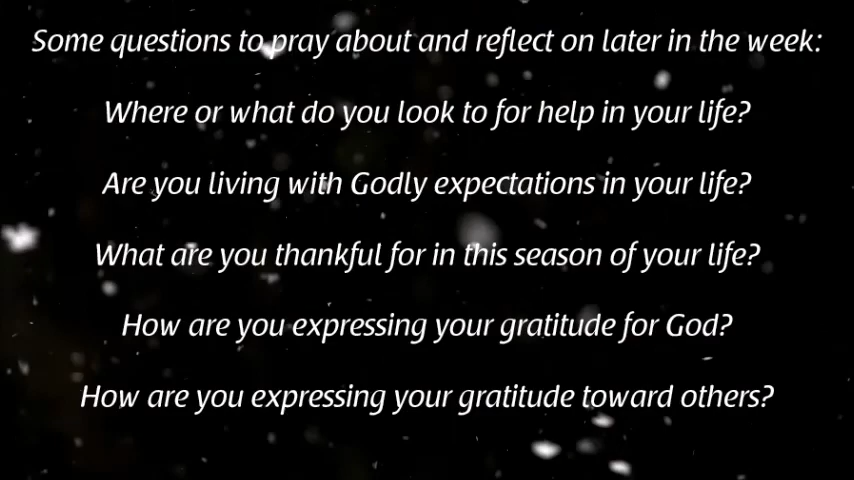 Some questions to pray about and reflect on later in the week:
Where or what do you look to for help in your life?
Are you living with Godly expectations in your life?
What are you thankful for in this season of your life?
How are you expressing your gratitude for God?
How are you expressing your gratitude toward others?